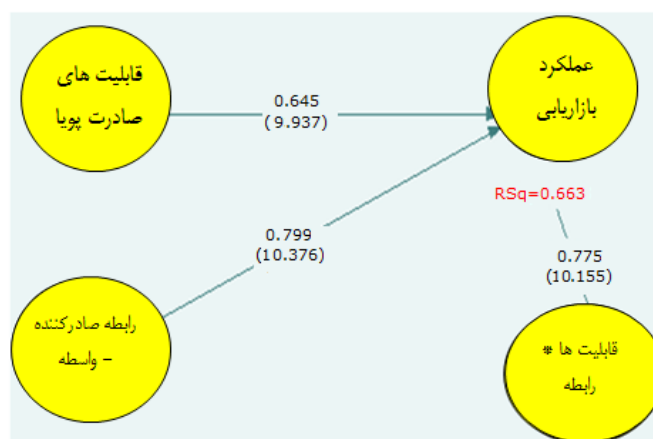 قابلیت های
صادرت پویا
عملکرد
بازاریابی
0.645
(9.937)
RSq=0.663
0.799
(10.376)
0.775
(10.155)
رابطه صادرکننده
– واسطه
قابلیت ها *
رابطه